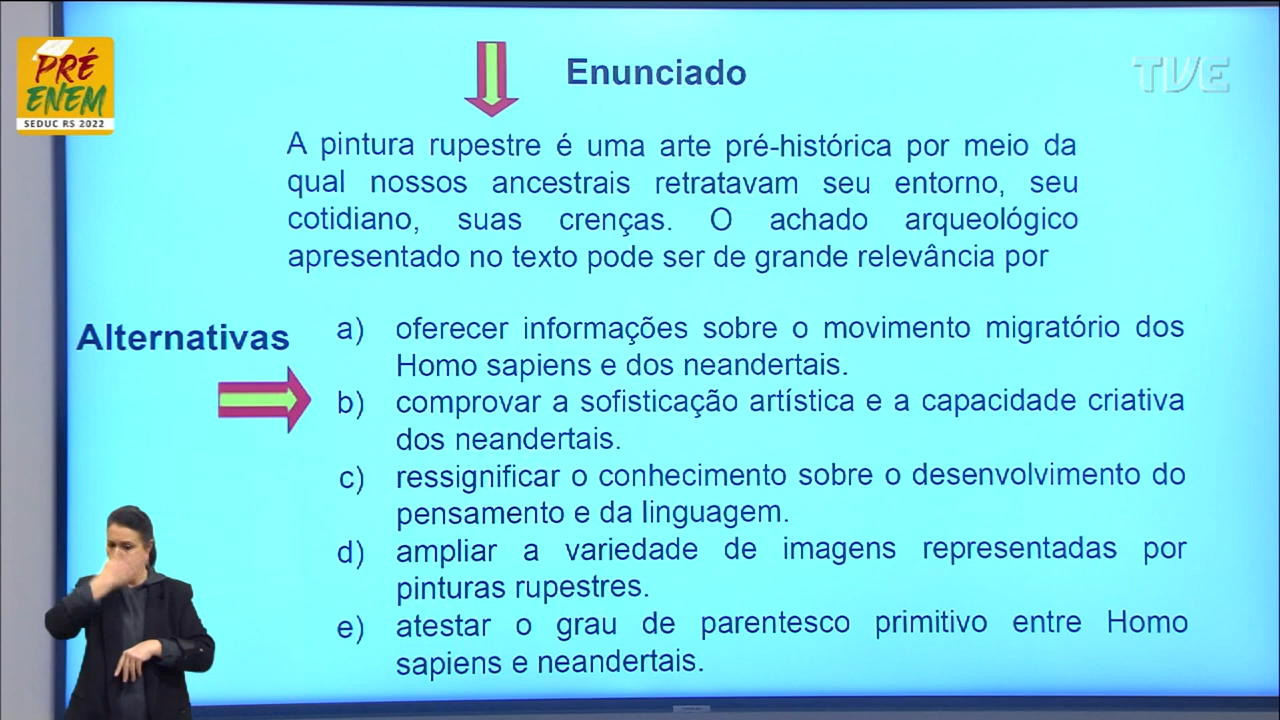 PRÉ
ENEM
SEDUC RS 2022
Enunciado
TVE
A pintura rupestre é uma arte pré-histórica por meio da
qual nossos ancestrais retratavam seu entorno, seu
cotidiano, suas crenças. O achado arqueológico
apresentado no texto pode ser de grande relevância por
Alternativas
a) oferecer informações sobre o movimento migratório dos
Homo sapiens e dos neandertais.
b) comprovar a sofisticação artística e a capacidade criativa
dos neandertais.
c) ressignificar o conhecimento sobre o desenvolvimento do
pensamento e da linguagem.
d) ampliar a variedade de imagens representadas por
pinturas rupestres.
e) atestar o grau de parentesco primitivo entre Homo
sapiens e neandertais.